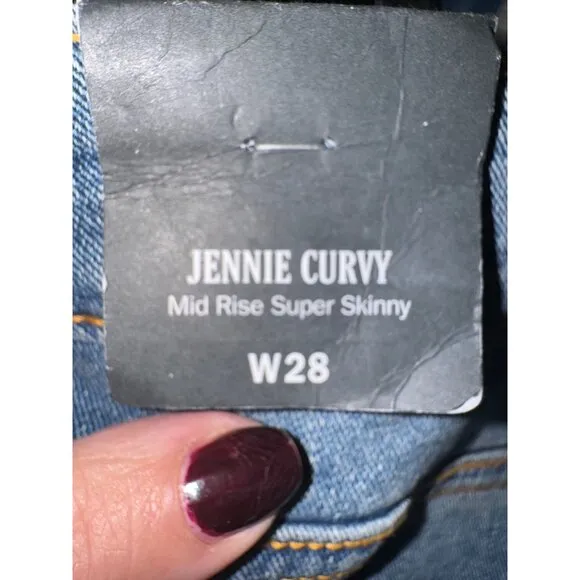 JENNIE CURVY
Mid Rise Super Skinny
W28